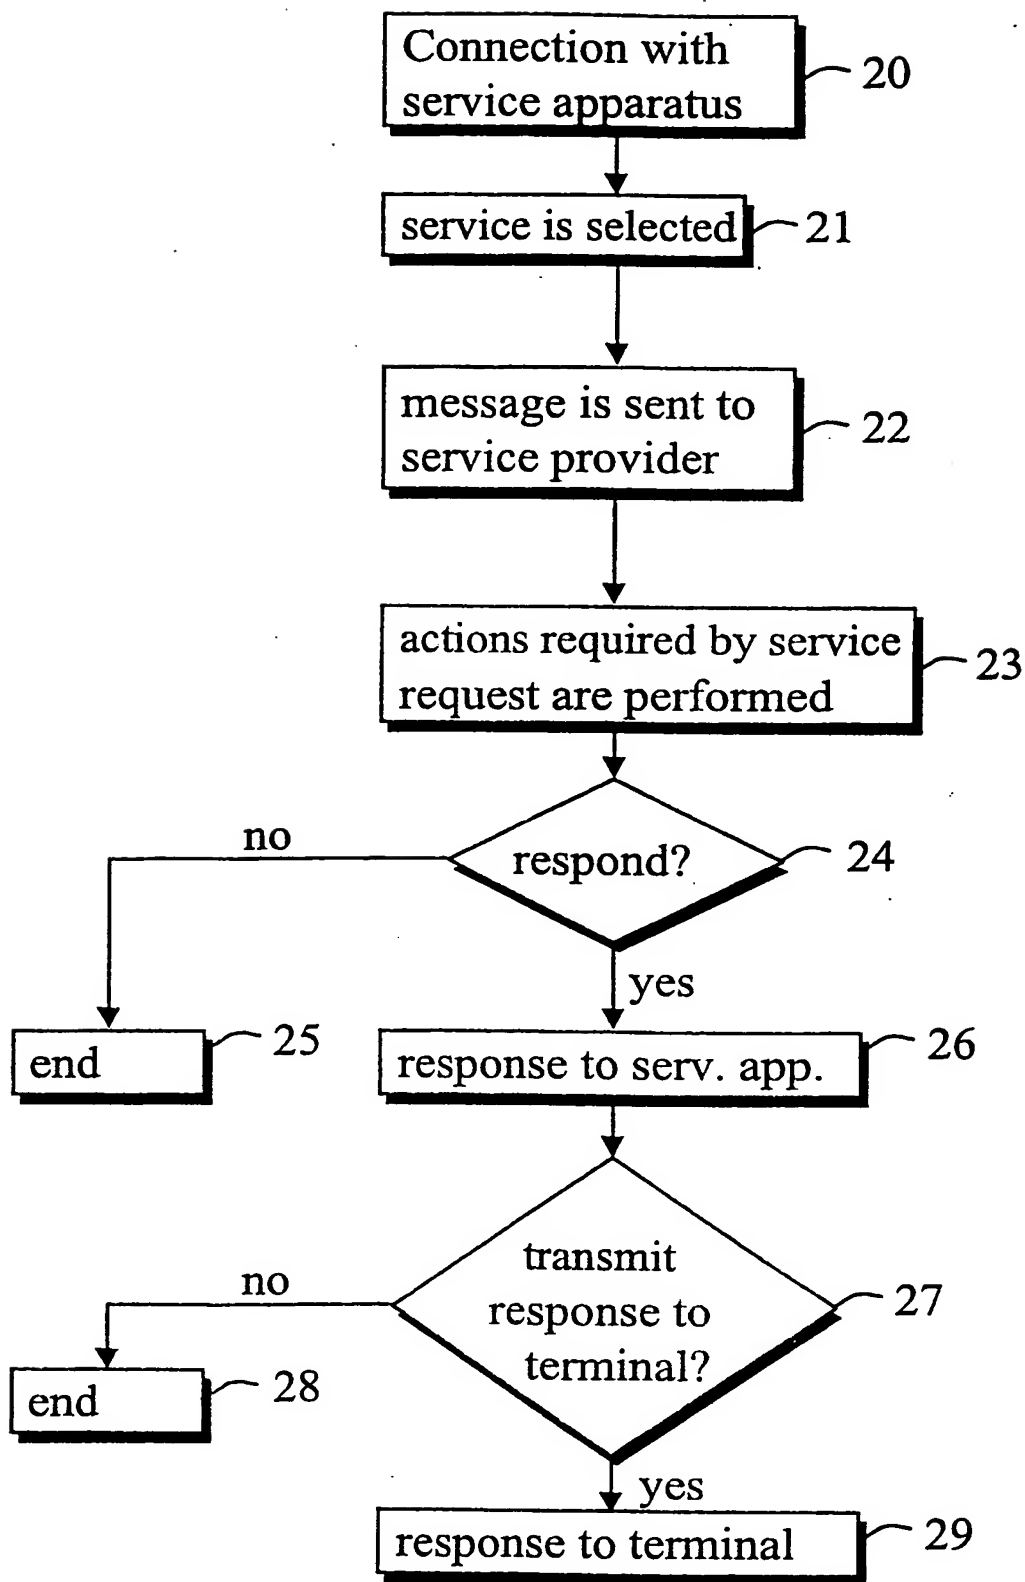 Connection with
service apparatus
20
service is selected
21
message is sent to
service provider
22
actions required by service
request are performed
23
respond?
24
no
yes
end
25
response to serv. app.
26
transmit
response to
terminal?
27
no
yes
end
28
response to terminal
29